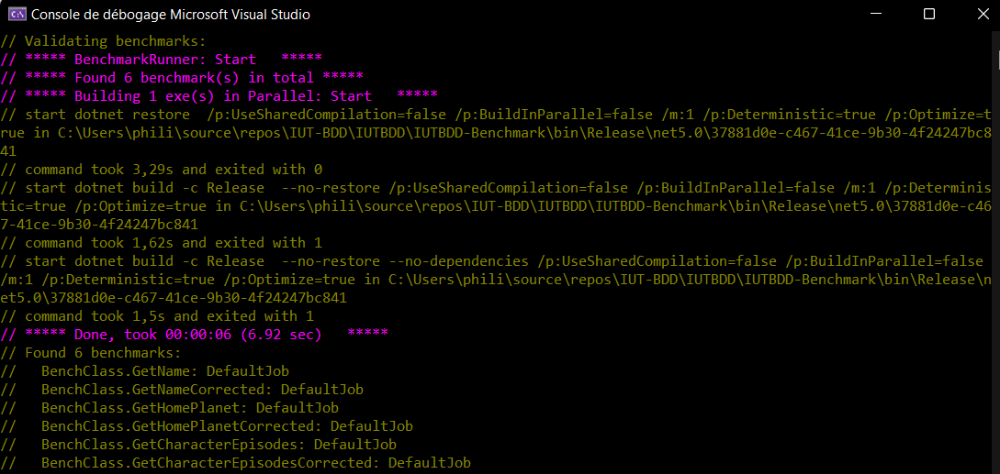 Console de débogage Microsoft Visual Studio
// Validating benchmarks:
// ***** BenchmarkRunner: Start   *****
// ***** Found 6 benchmark(s) in total *****
// ***** Building 1 exe(s) in Parallel: Start   *****
// start dotnet restore  /p:UseSharedCompilation=false /p:BuildInParallel=false /m:1 /p:Deterministic=true /p:Optimize=t
rue in C:\Users\phili\source\repos\IUT-BDD\IUTBDD\IUTBDD-Benchmark\bin\Release\net5.0\37881d0e-c467-41ce-9b30-4f24247bc8
41
// command took 3,29s and exited with 0
// start dotnet build -c Release  --no-restore /p:UseSharedCompilation=false /p:BuildInParallel=false /m:1 /p:Determinis
tic=true /p:Optimize=true in C:\Users\phili\source\repos\IUT-BDD\IUTBDD\IUTBDD-Benchmark\bin\Release\net5.0\37881d0e-c46
7-41ce-9b30-4f24247bc841
// command took 1,62s and exited with 1
// start dotnet build -c Release  --no-restore --no-dependencies /p:UseSharedCompilation=false /p:BuildInParallel=false
/m:1 /p:Deterministic=true /p:Optimize=true in C:\Users\phili\source\repos\IUT-BDD\IUTBDD\IUTBDD-Benchmark\bin\Release\n
et5.0\37881d0e-c467-41ce-9b30-4f24247bc841
// command took 1,5s and exited with 1
// ***** Done, took 00:00:06 (6.92 sec)   *****
// Found 6 benchmarks:
//   BenchClass.GetName: DefaultJob
//   BenchClass.GetNameCorrected: DefaultJob
//   BenchClass.GetHomePlanet: DefaultJob
//   BenchClass.GetHomePlanetCorrected: DefaultJob
//   BenchClass.GetCharacterEpisodes: DefaultJob
//   BenchClass.GetCharacterEpisodesCorrected: DefaultJob